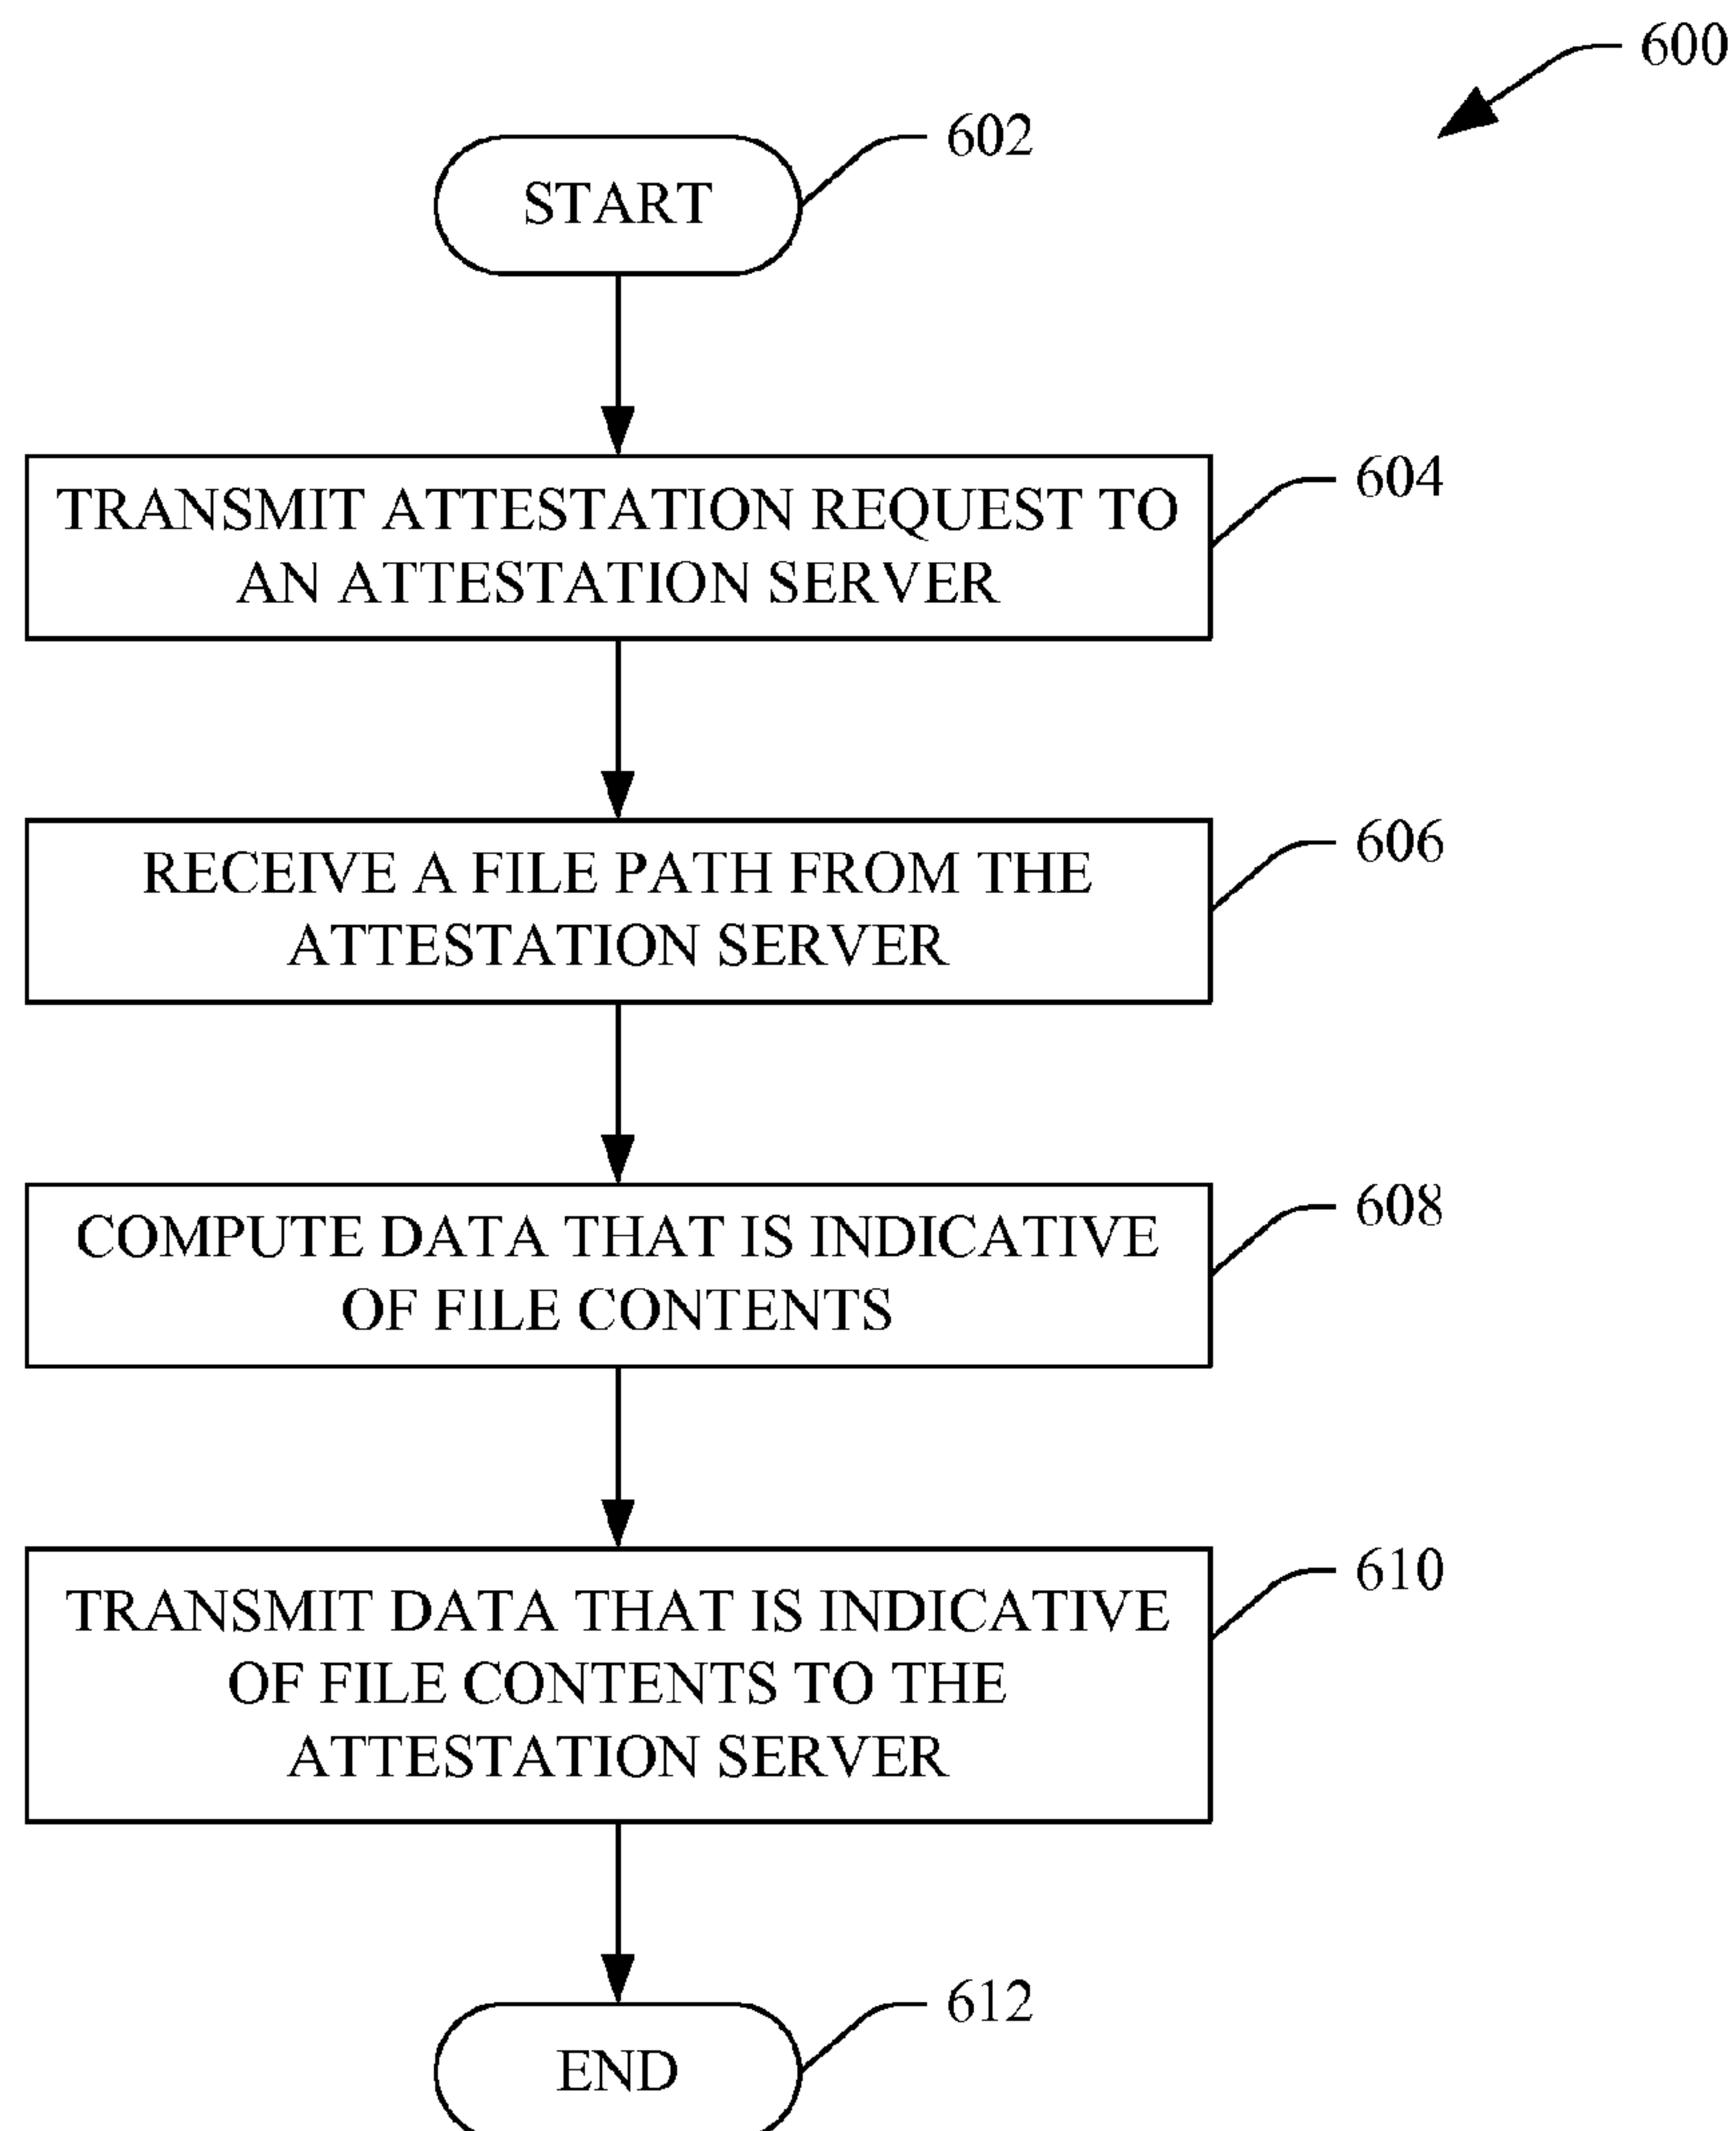 600
602
START
604
TRANSMIT ATTESTATION REQUEST TO
AN ATTESTATION SERVER
606
RECEIVE A FILE PATH FROM THE
ATTESTATION SERVER
608
COMPUTE DATA THAT IS INDICATIVE
OF FILE CONTENTS
610
TRANSMIT DATA THAT IS INDICATIVE
OF FILE CONTENTS TO THE
ATTESTATION SERVER
612
END